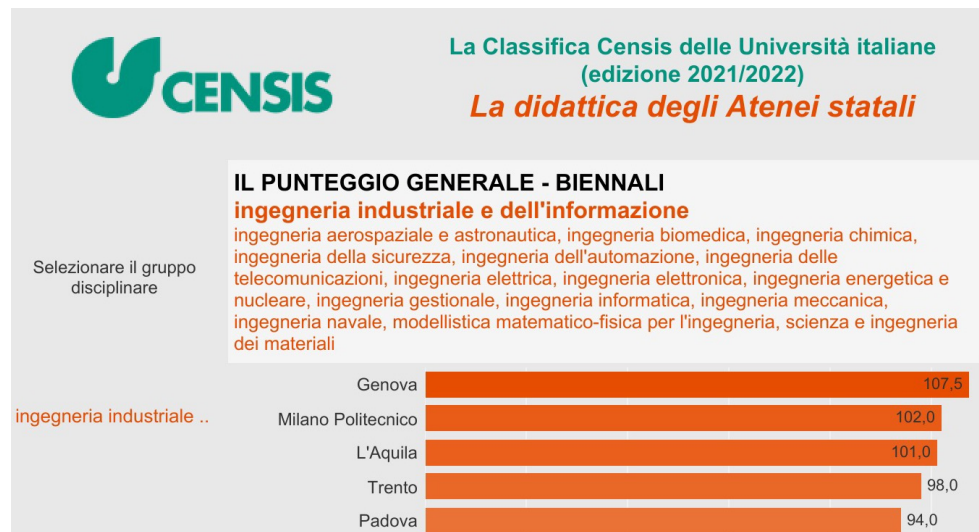 CENSIS
La Classifica Censis delle Università italiane
(edizione 2021/2022)
La didattica degli Atenei statali
IL PUNTEGGIO GENERALE - BIENNALI
ingegneria industriale e dell'informazione
ingegneria aerospaziale e astronautica, ingegneria biomedica, ingegneria chimica,
ingegneria della sicurezza, ingegneria dell'automazione, ingegneria delle
telecomunicazioni, ingegneria elettrica, ingegneria elettronica, ingegneria energetica e
nucleare, ingegneria gestionale, ingegneria informatica, ingegneria meccanica,
ingegneria navale, modellistica matematico-fisica per l'ingegneria, scienza e ingegneria
dei materiali
Selezionare il gruppo
disciplinare
ingegneria industriale ..
Genova 107,5
Milano Politecnico 102,0
L'Aquila 101,0
Trento 98,0
Padova 94,0